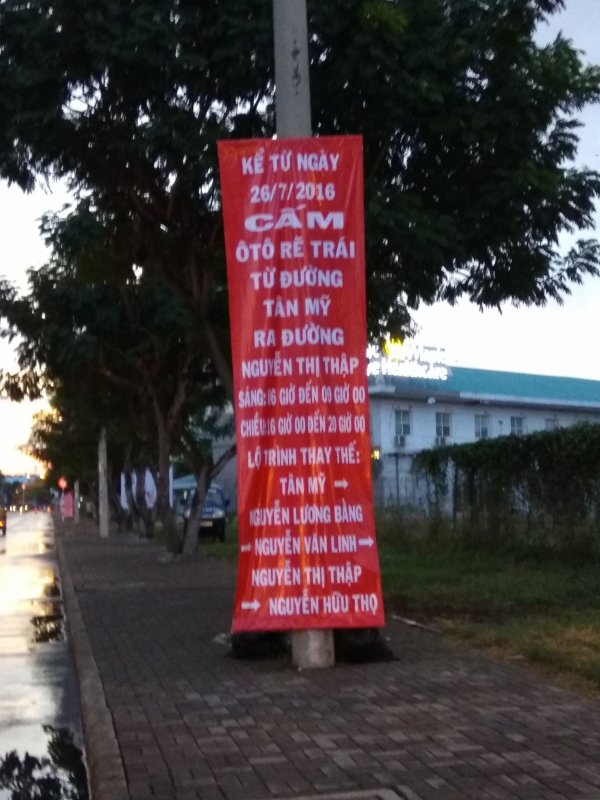 KỂ TỪ NGÀY
26/7/2016
CẤM
ÔTÔ RẼ TRÁI
TỪ ĐƯỜNG
TÂN MỸ
RA ĐƯỜNG
NGUYỄN THỊ THẬP
SÁNG: 06 GIỜ ĐẾN 09 GIỜ 00
CHIỀU:16 GIỜ 00 ĐẾN 20 GIỜ 00
LỘ TRÌNH THAY THẾ:
TÂN MỸ →
NGUYỄN LƯƠNG BẰNG
→ NGUYỄN VĂN LINH →
NGUYỄN THỊ THẬP
→ NGUYỄN HỮU THỌ